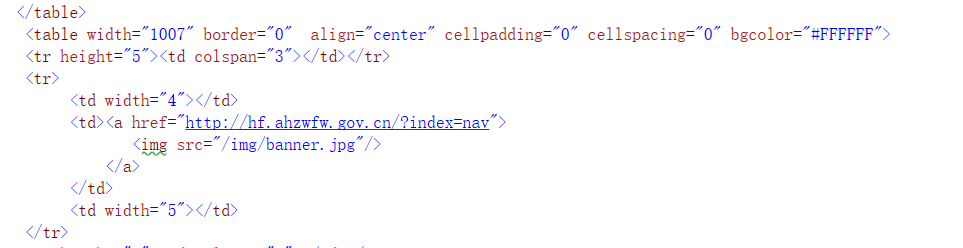 </table>
<table width="1007" border="0"  align="center" cellpadding="0" cellspacing="0" bgcolor="#FFFFFF">
<tr height="5"><td colspan="3"></td></tr>
<tr>
<td width="4"></td>
<td><a href="http://hf.ahzwfw.gov.cn/?index=nav">
<img src="/img/banner.jpg"/>
</a>
</td>
<td width="5"></td>
</tr>